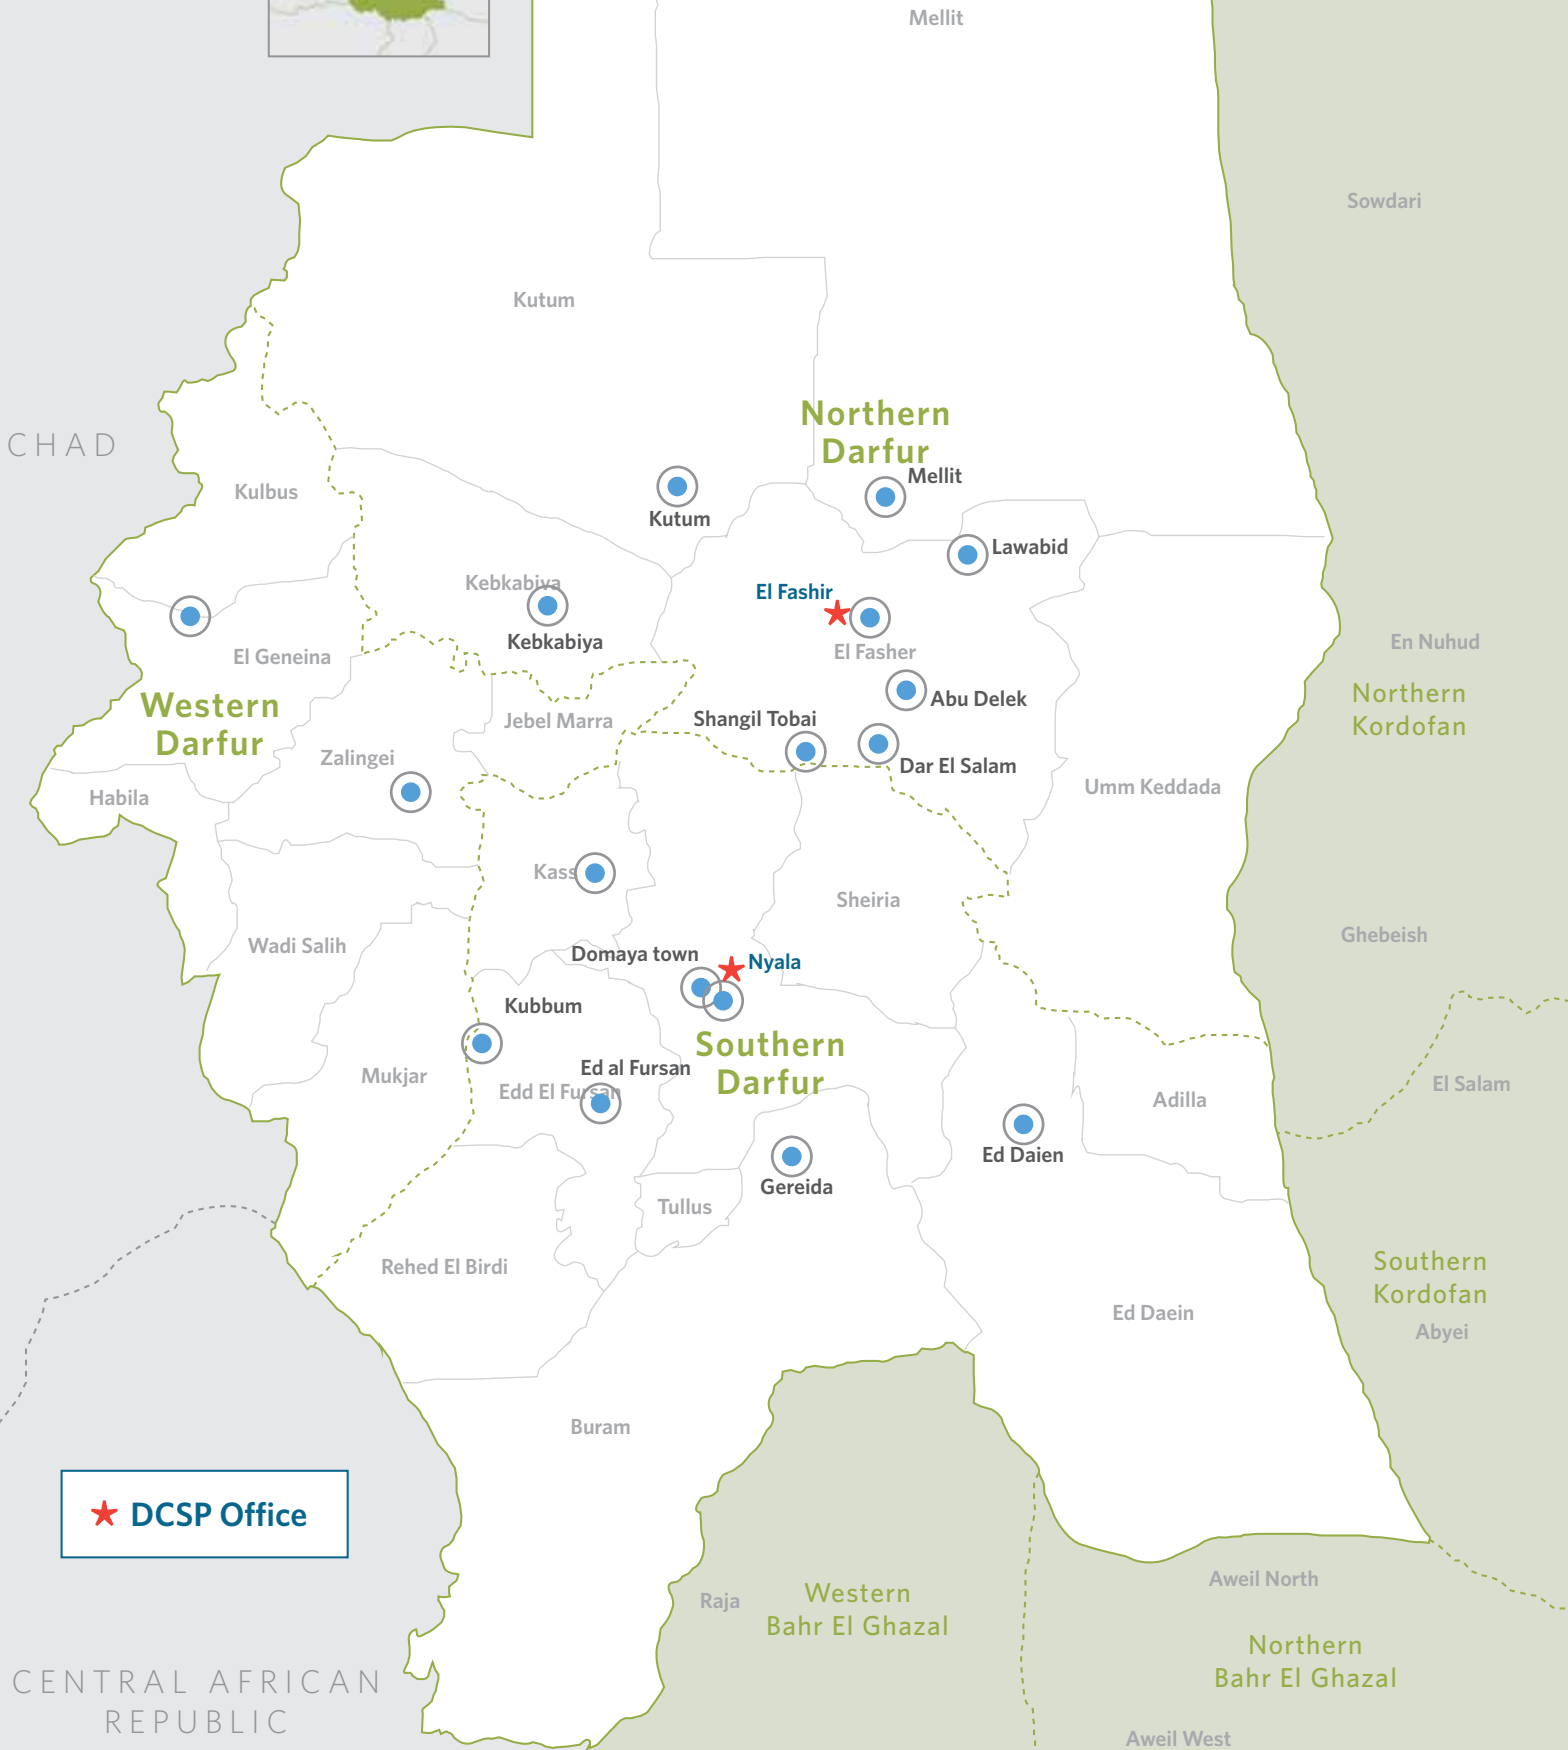 Mellit
Sowdari
Kutum
Northern
Darfur
CHAD
Mellit
Kulbus
Kutum
Lawabid
Kebkabiya
El Fashir
Kebkabiya
En Nuhud
El Fasher
El Geneina
Northern
Kordofan
Abu Delek
Western
Darfur
Shangil Tobai
Jebel Marra
Zalingei
Dar El Salam
Umm Keddada
Habila
Kass
Sheiria
Ghebeish
Wadi Salih
Domaya town
Nyala
Kubbum
Southern
Darfur
Ed al Fursan
Mukjar
Edd El Fursan
El Salam
Adilla
Ed Daien
Gereida
Tullus
Rehed El Birdi
Southern
Kordofan
Ed Daein
Abyei
Buram
DCSP Office
Aweil North
Raja
Western
Bahr El Ghazal
Northern
Bahr El Ghazal
CENTRAL AFRICAN
REPUBLIC
Aweil West